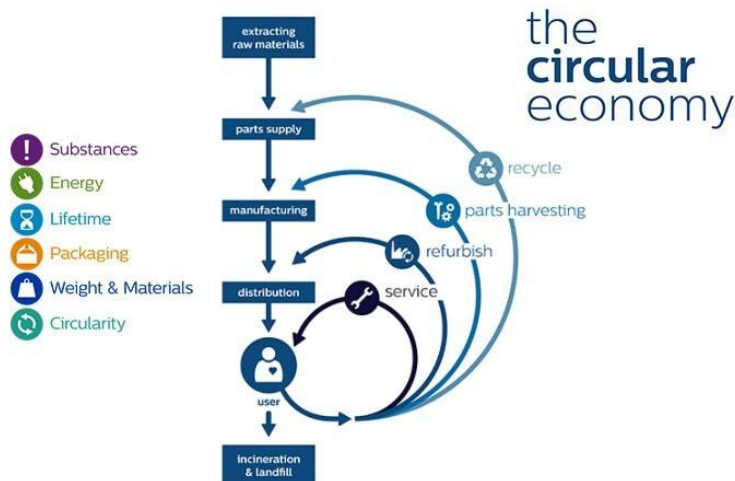 the
circular
economy
extracting
raw materials
parts supply
manufacturing
distribution
user
incineration
& landfill
recycle
parts harvesting
refurbish
service
Substances
Energy
Lifetime
Packaging
Weight & Materials
Circularity